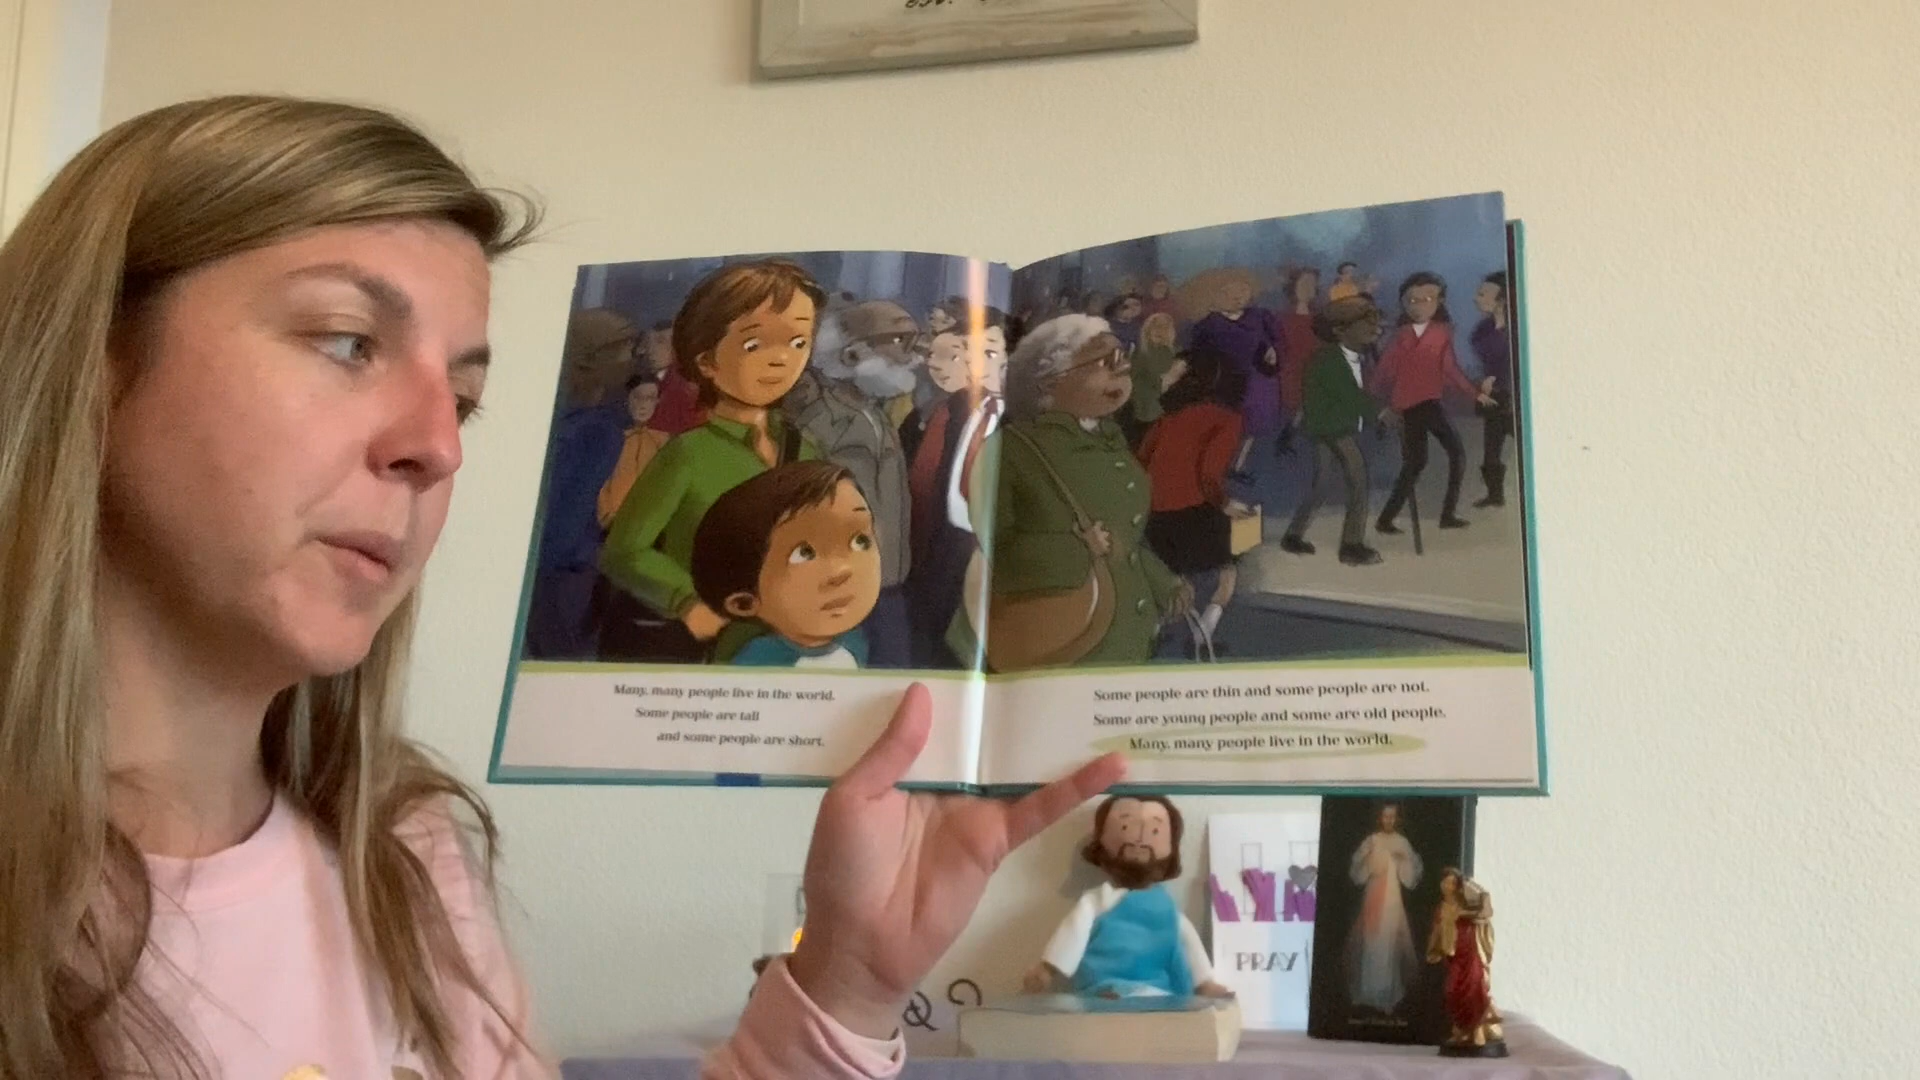 Many, many people live in the world.
Some people are tall
and some people are short.
Some people are thin and some people are not.
Some are young people and some are old people.
Many, many people live in the world.
PRAY